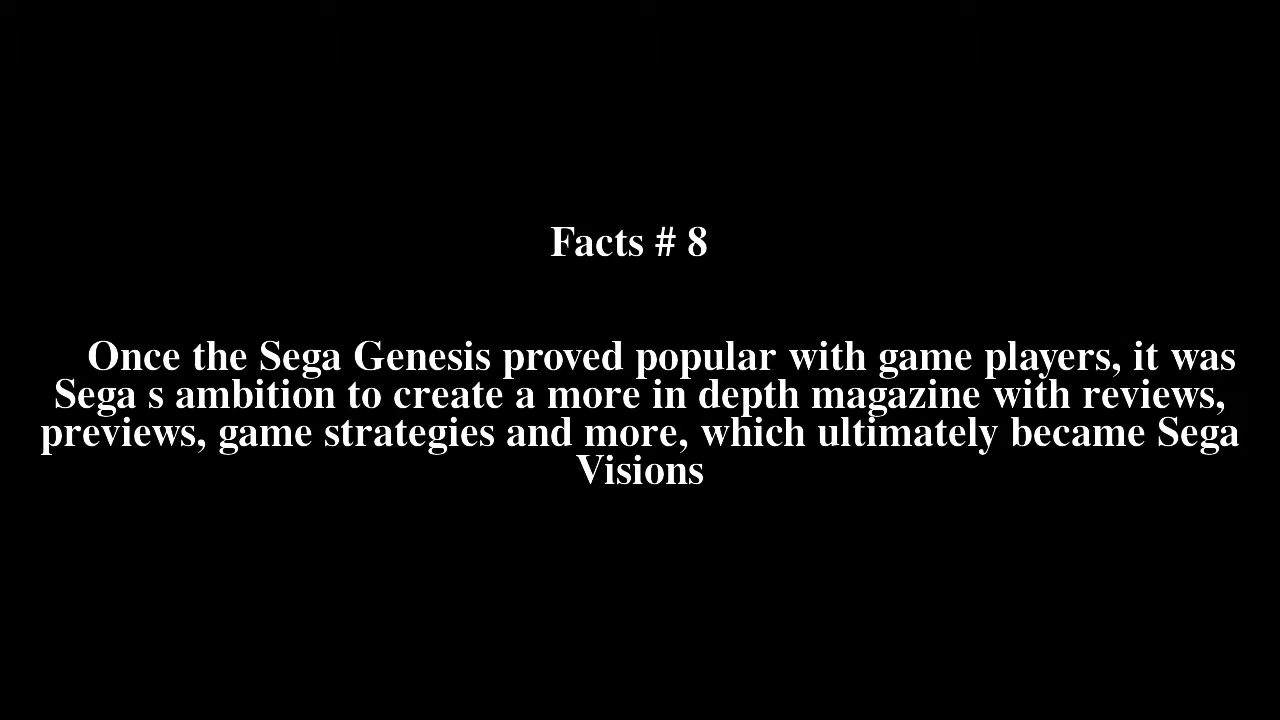 Facts # 8
Once the Sega Genesis proved popular with game players, it was
Sega s ambition to create a more in depth magazine with reviews,
previews, game strategies and more, which ultimately became Sega
Visions